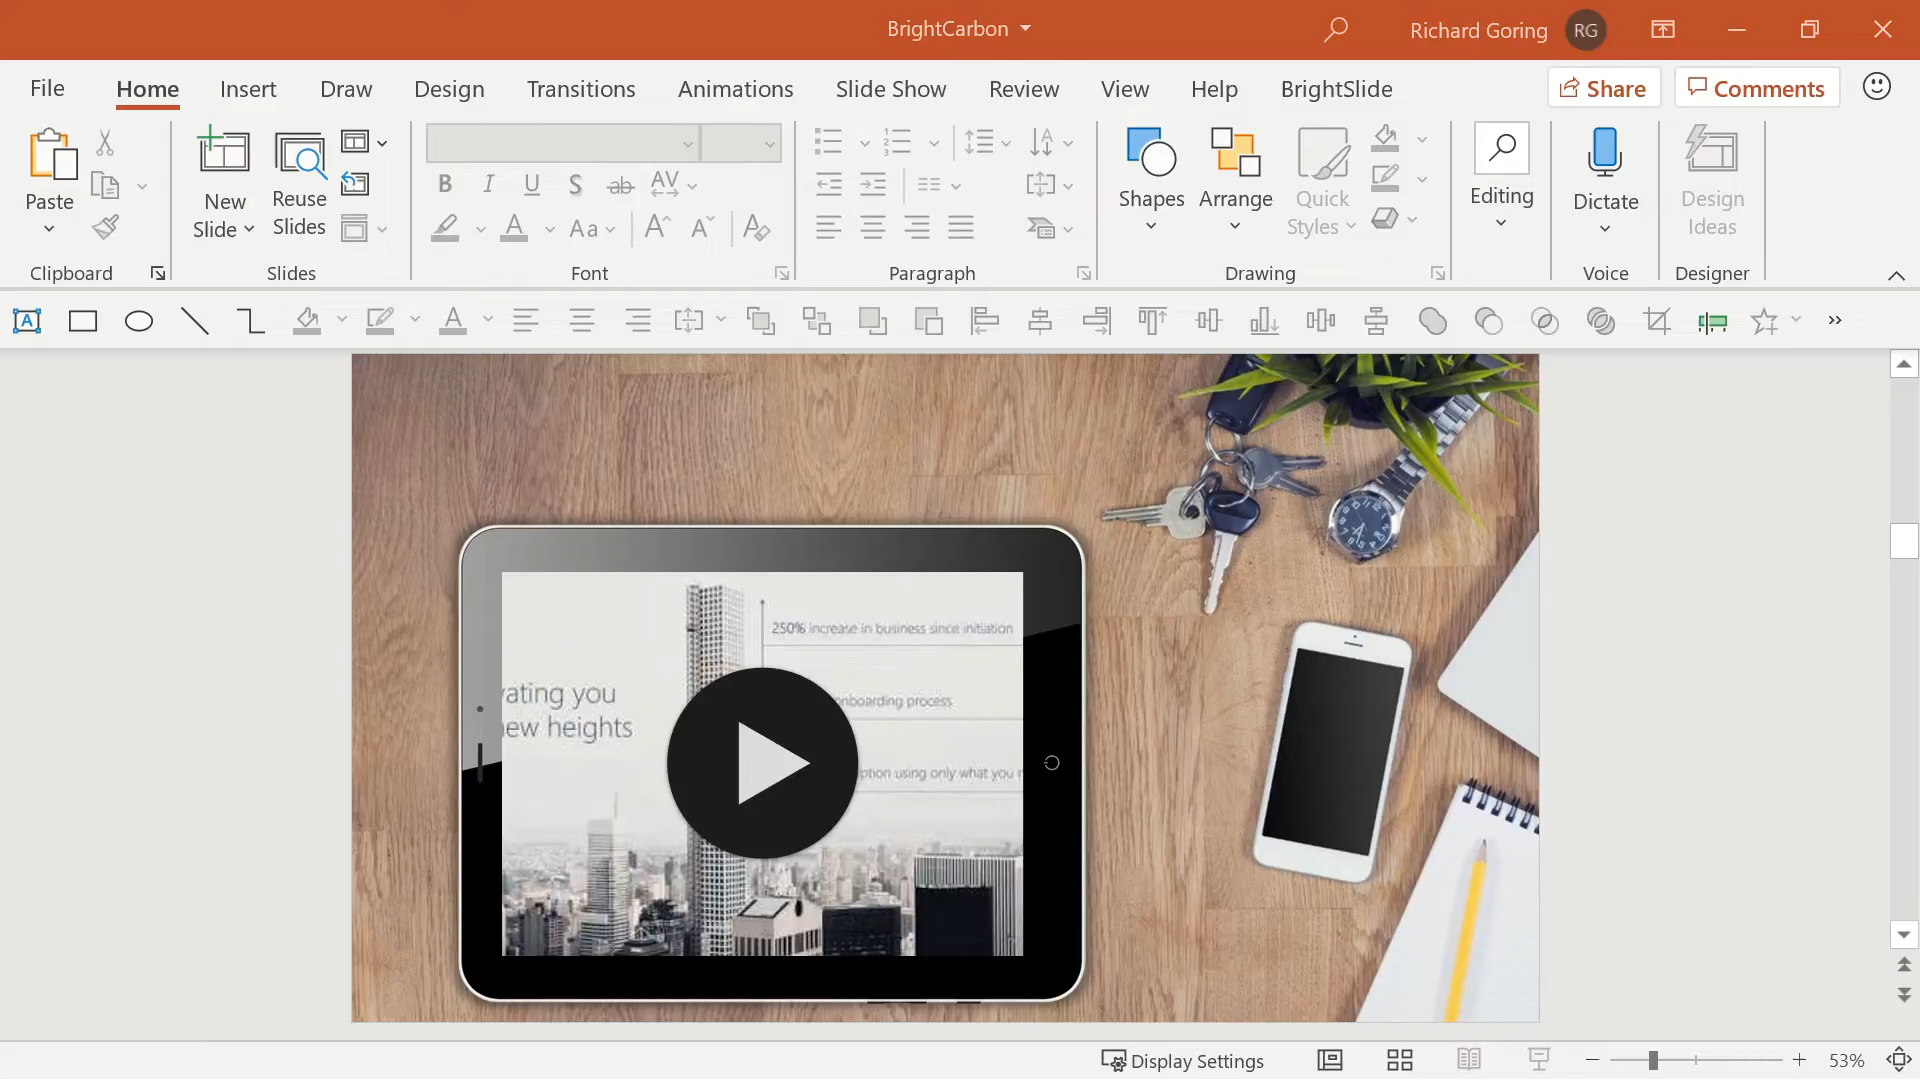 BrightCarbon
Richard Goring RG
File Home Insert Draw Design Transitions Animations Slide Show Review View Help BrightSlide Share Comments
Paste
New
Slide
Reuse
Slides
Shapes
Arrange
Quick
Styles
Editing
Dictate
Design
Ideas
Clipboard Slides Font Paragraph Drawing Voice Designer
250% increase in business since initiation
vating you
ew heights
nboarding process
ption using only what you
Display Settings
53%